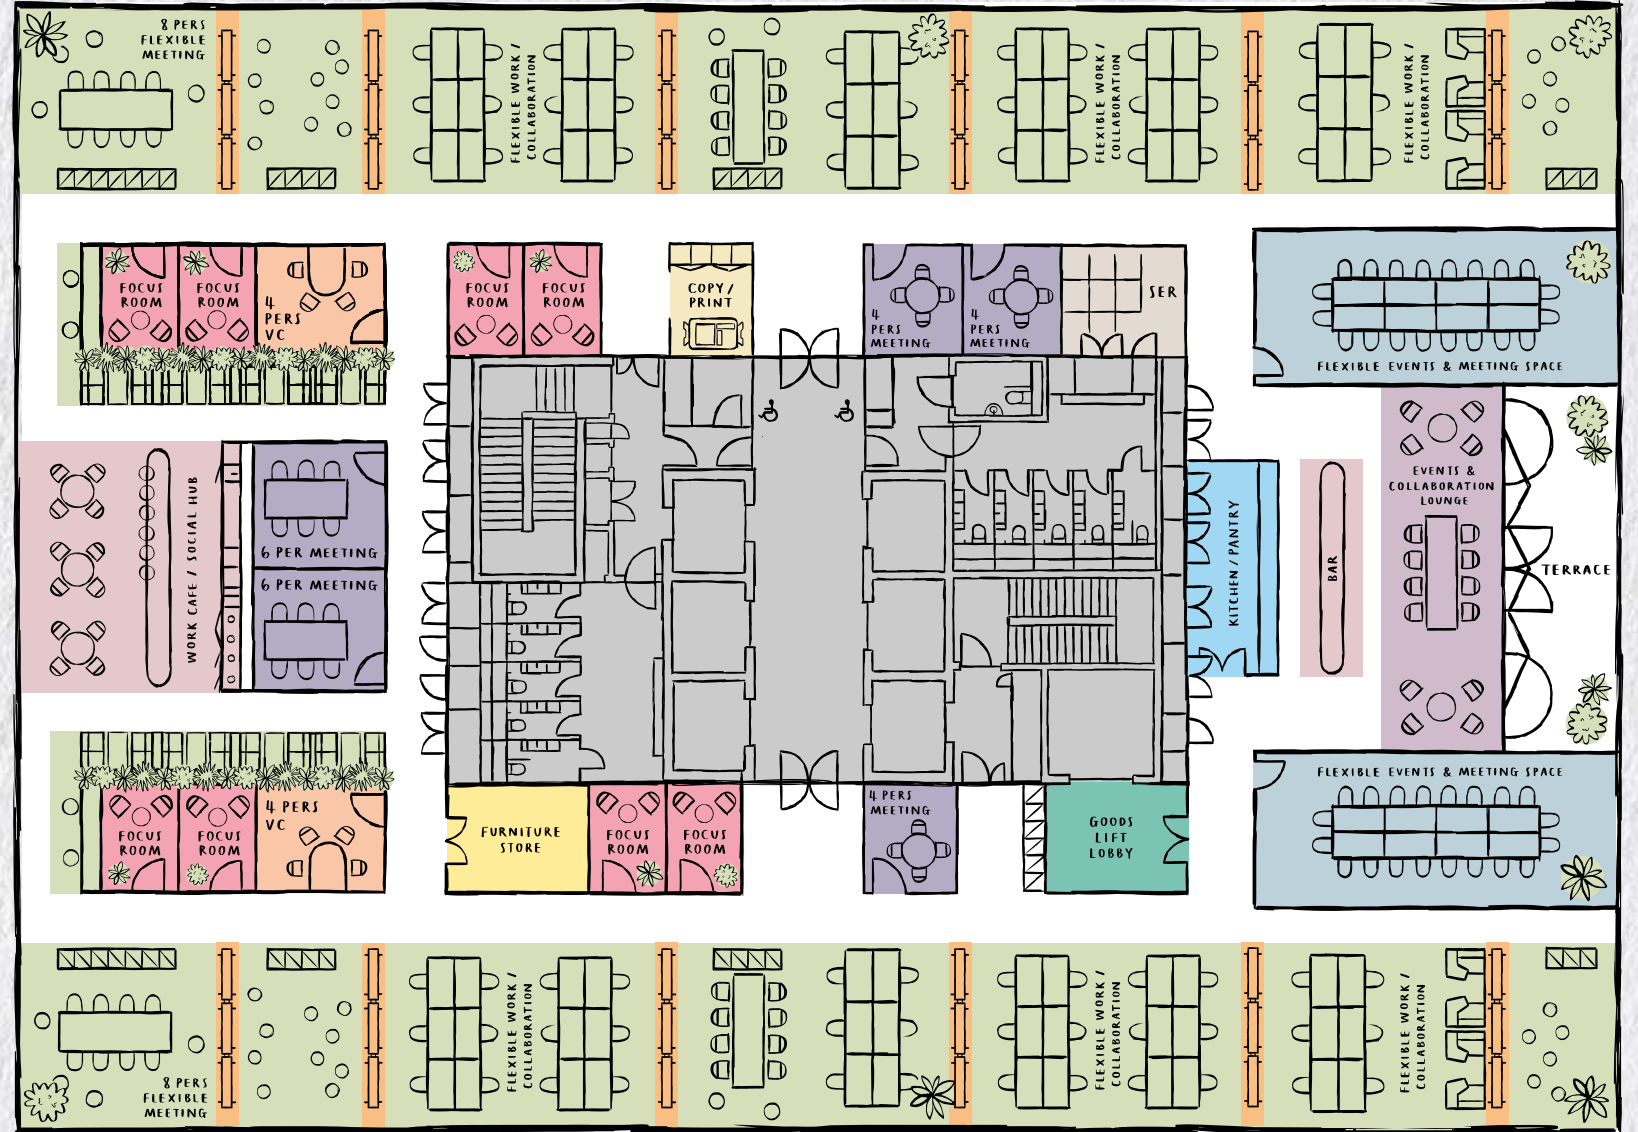 8 PERS
FLEXIBLE
MEETING
FLEXIBLE WORK /
COLLABORATION
FLEXIBLE WORK /
COLLABORATION
FLEXIBLE WORK /
COLLABORATION
FOCUS
ROOM
FOCUS
ROOM
4
PERS
VC
FOCUS
ROOM
FOCUS
ROOM
COPY /
PRINT
4
PERS
MEETING
4
PERS
MEETING
SER
FLEXIBLE EVENTS & MEETING SPACE
WORK CAFE / SOCIAL HUB
6 PER MEETING
6 PER MEETING
KITCHEN / PANTRY
BAR
EVENTS &
COLLABORATION
LOUNGE
TERRACE
4 PERS
VC
FOCUS
ROOM
FOCUS
ROOM
FURNITURE
STORE
FOCUS
ROOM
FOCUS
ROOM
4 PERS
MEETING
GOODS
LIFT
LOBBY
FLEXIBLE EVENTS & MEETING SPACE
8 PERS
FLEXIBLE
MEETING
FLEXIBLE WORK /
COLLABORATION
FLEXIBLE WORK /
COLLABORATION
FLEXIBLE WORK /
COLLABORATION